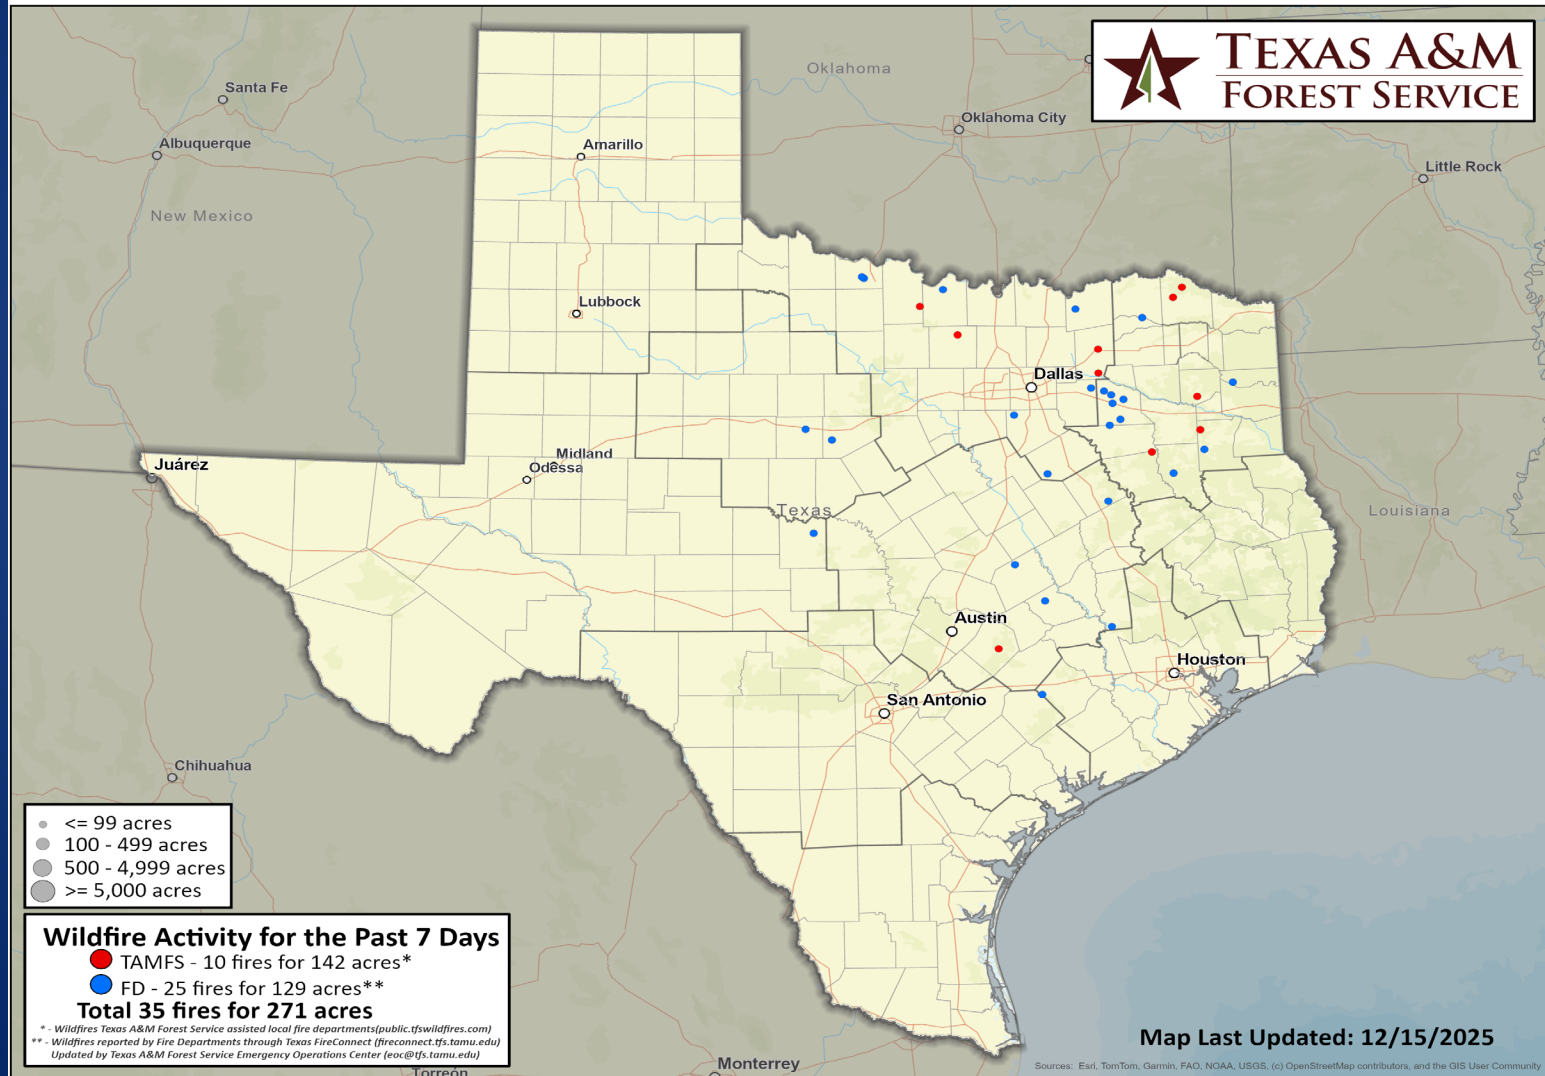 TEXAS A&M
FOREST SERVICE
Oklahoma
Santa Fe
Oklahoma City
Albuquerque
Amarillo
Little Rock
New Mexico
Lubbock
Dallas
Midland
Juárez
Odessa
Texas
Louisiana
Austin
Houston
San Antonio
Chihuahua
<= 99 acres
100 - 499 acres
500 - 4,999 acres
>= 5,000 acres
Wildfire Activity for the Past 7 Days
TAMFS - 10 fires for 142 acres*
FD - 25 fires for 129 acres**
Total 35 fires for 271 acres
* - Wildfires Texas A&M Forest Service assisted local fire departments(public.tfswildfires.com)
** - Wildfires reported by Fire Departments through Texas FireConnect (fireconnect.tfs.tamu.edu)
Updated by Texas A&M Forest Service Emergency Operations Center (eoc@tfs.tamu.edu)
Map Last Updated: 12/15/2025
Monterrey
Sources: Esri, TomTom, Garmin, FAO, NOAA, USGS, (c) OpenStreetMap contributors, and the GIS User Community
Torreón